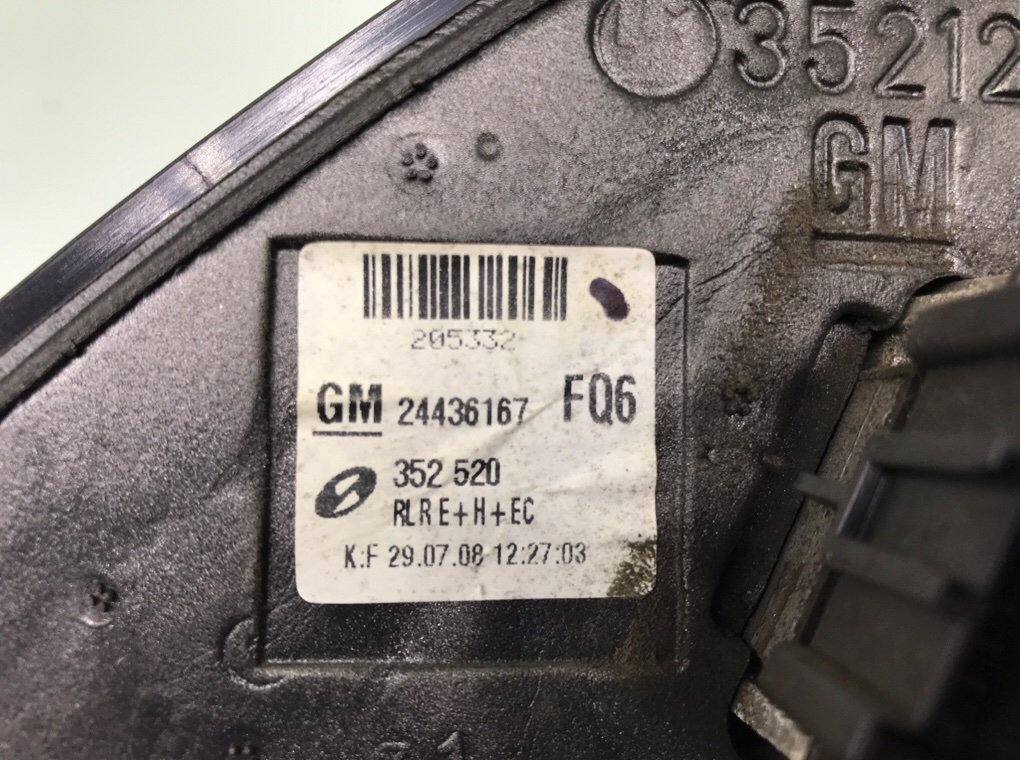 35212
GM
205332
GM 24436167 FQ6
352 520
RLR E+H+EC
K:F 29.07.08 12:27:03